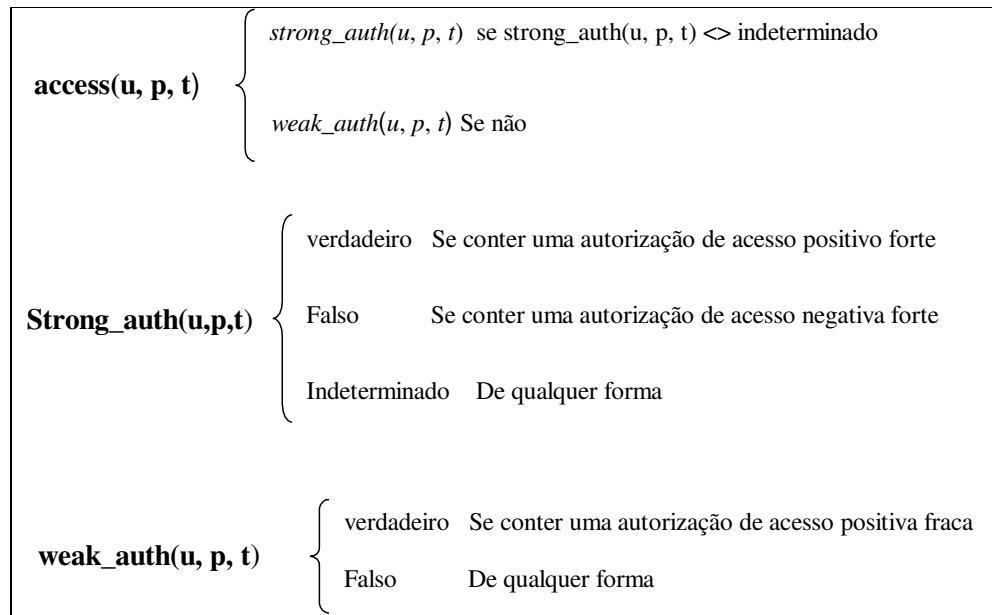 strong_auth(u, p, t) se strong_auth(u, p, t) <> indeterminado
access(u, p, t)
weak_auth(u, p, t) Se não
verdadeiro Se conter uma autorização de acesso positivo forte
Strong_auth(u,p,t)
Falso Se conter uma autorização de acesso negativa forte
Indeterminado De qualquer forma
verdadeiro Se conter uma autorização de acesso positiva fraca
weak_auth(u, p, t)
Falso De qualquer forma